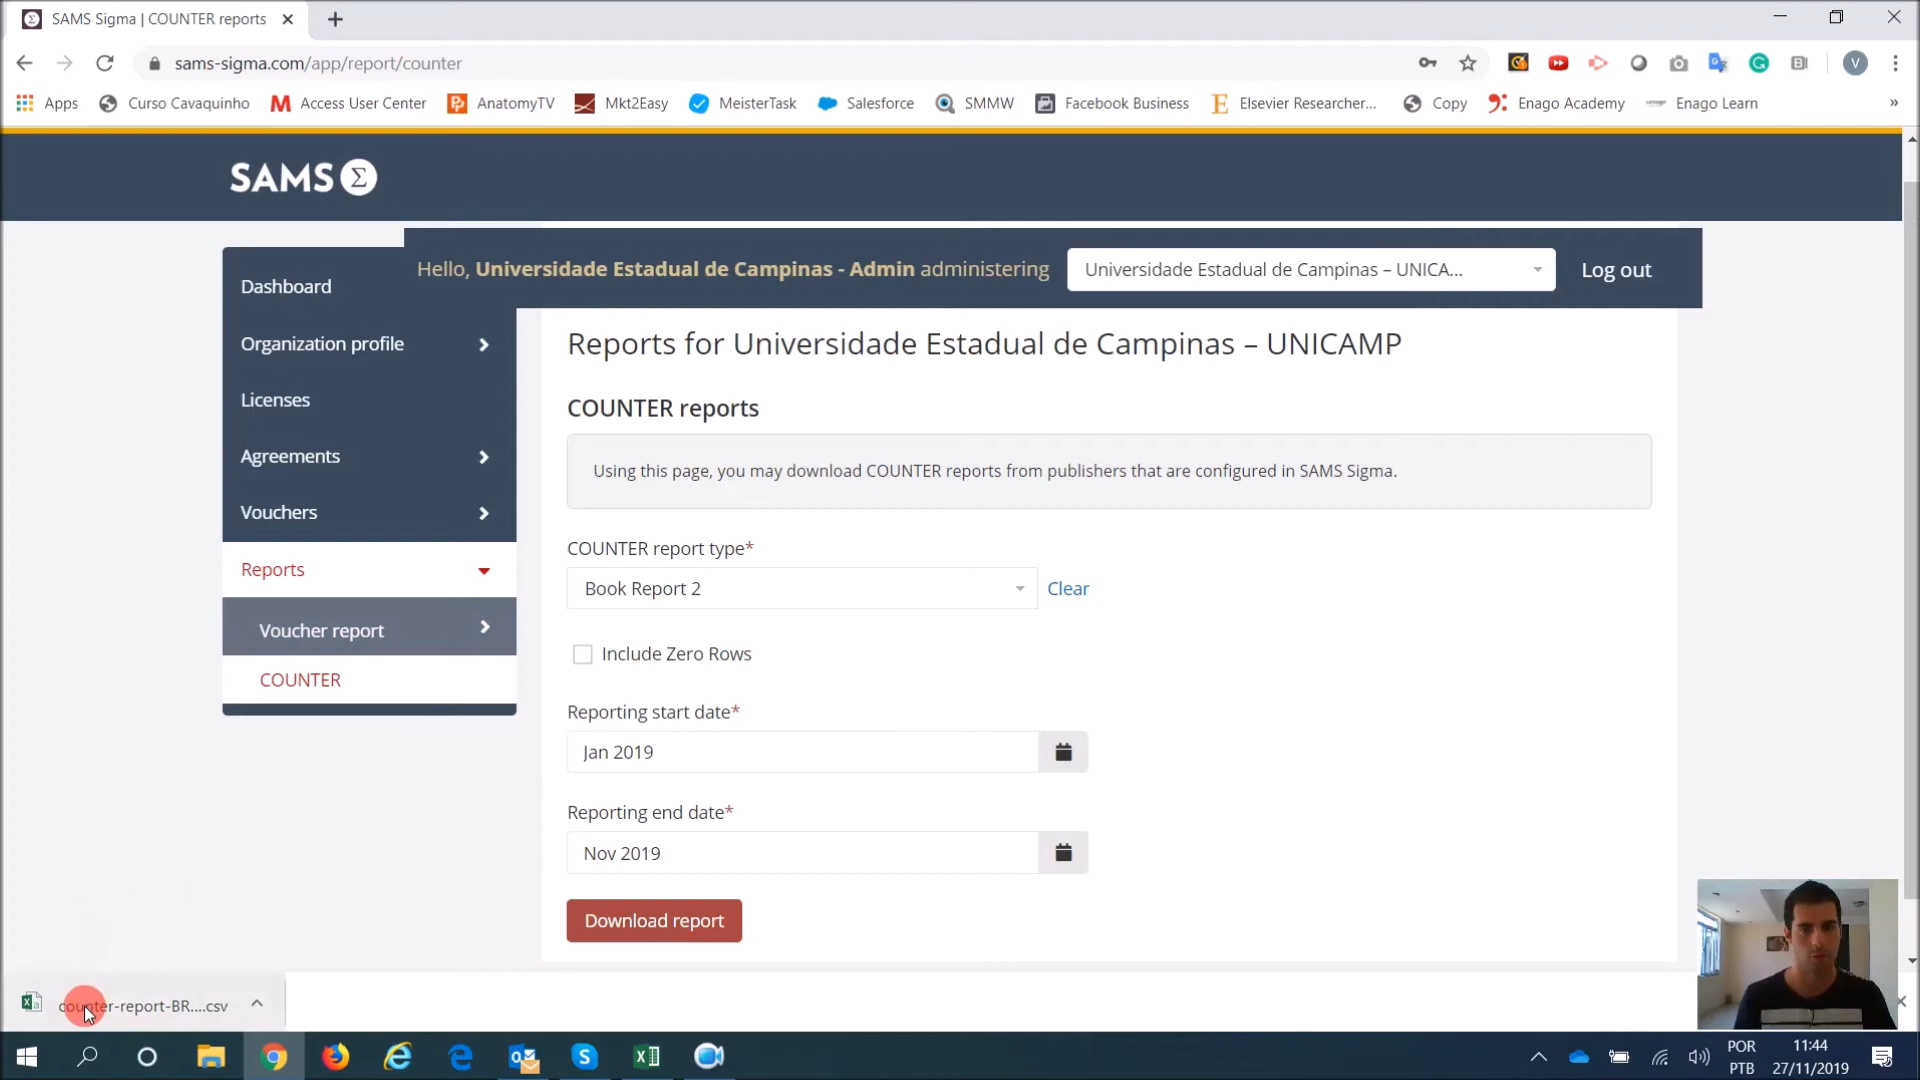 SAMS Sigma | COUNTER reports
sams-sigma.com/app/report/counter
Apps
Curso Cavaquinho
Access User Center
AnatomyTV
Mkt2Easy
MeisterTask
Salesforce
SMMW
Facebook Business
Elsevier Researcher...
Copy
Enago Academy
Enago Learn
»
V
SAMS Σ
Hello, Universidade Estadual de Campinas - Admin administering
Universidade Estadual de Campinas – UNICA...
Log out
Dashboard
Organization profile
Licenses
Agreements
Vouchers
Reports
Voucher report
COUNTER
Reports for Universidade Estadual de Campinas – UNICAMP
COUNTER reports
Using this page, you may download COUNTER reports from publishers that are configured in SAMS Sigma.
COUNTER report type*
Book Report 2
Clear
Include Zero Rows
Reporting start date*
Jan 2019
Reporting end date*
Nov 2019
Download report
counter-report-BR....csv
POR
PTB
11:44
27/11/2019